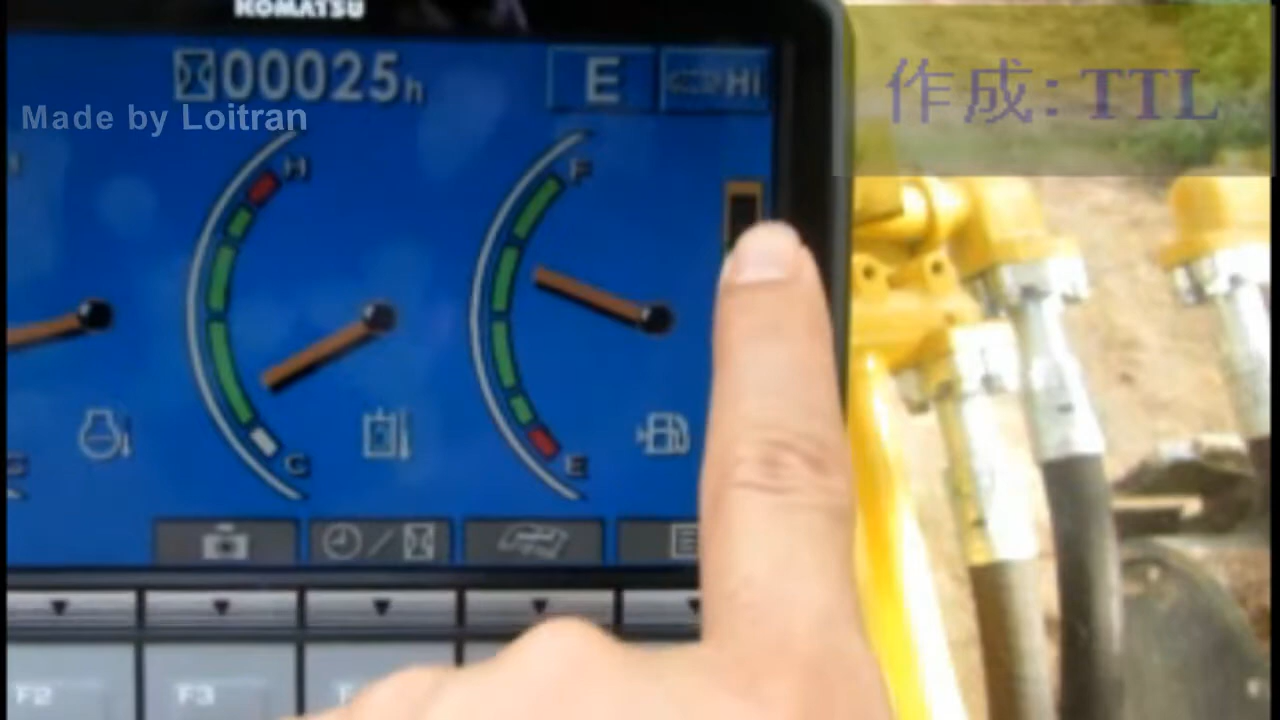 KOMATSU
00025h
E
HI
Made by Loitran
作成: TTL
H
F
C
E
F2
F3